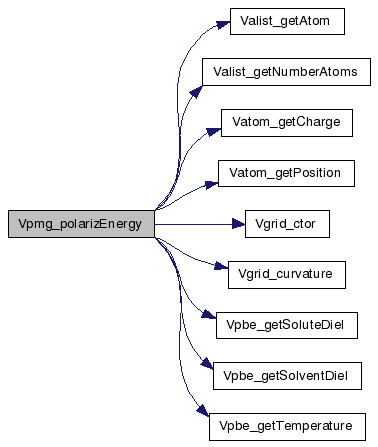 Valist_getAtom
Valist_getNumberAtoms
Vatom_getCharge
Vatom_getPosition
Vpmg_polarizEnergy
Vgrid_ctor
Vgrid_curvature
Vpbe_getSoluteDiel
Vpbe_getSolventDiel
Vpbe_getTemperature